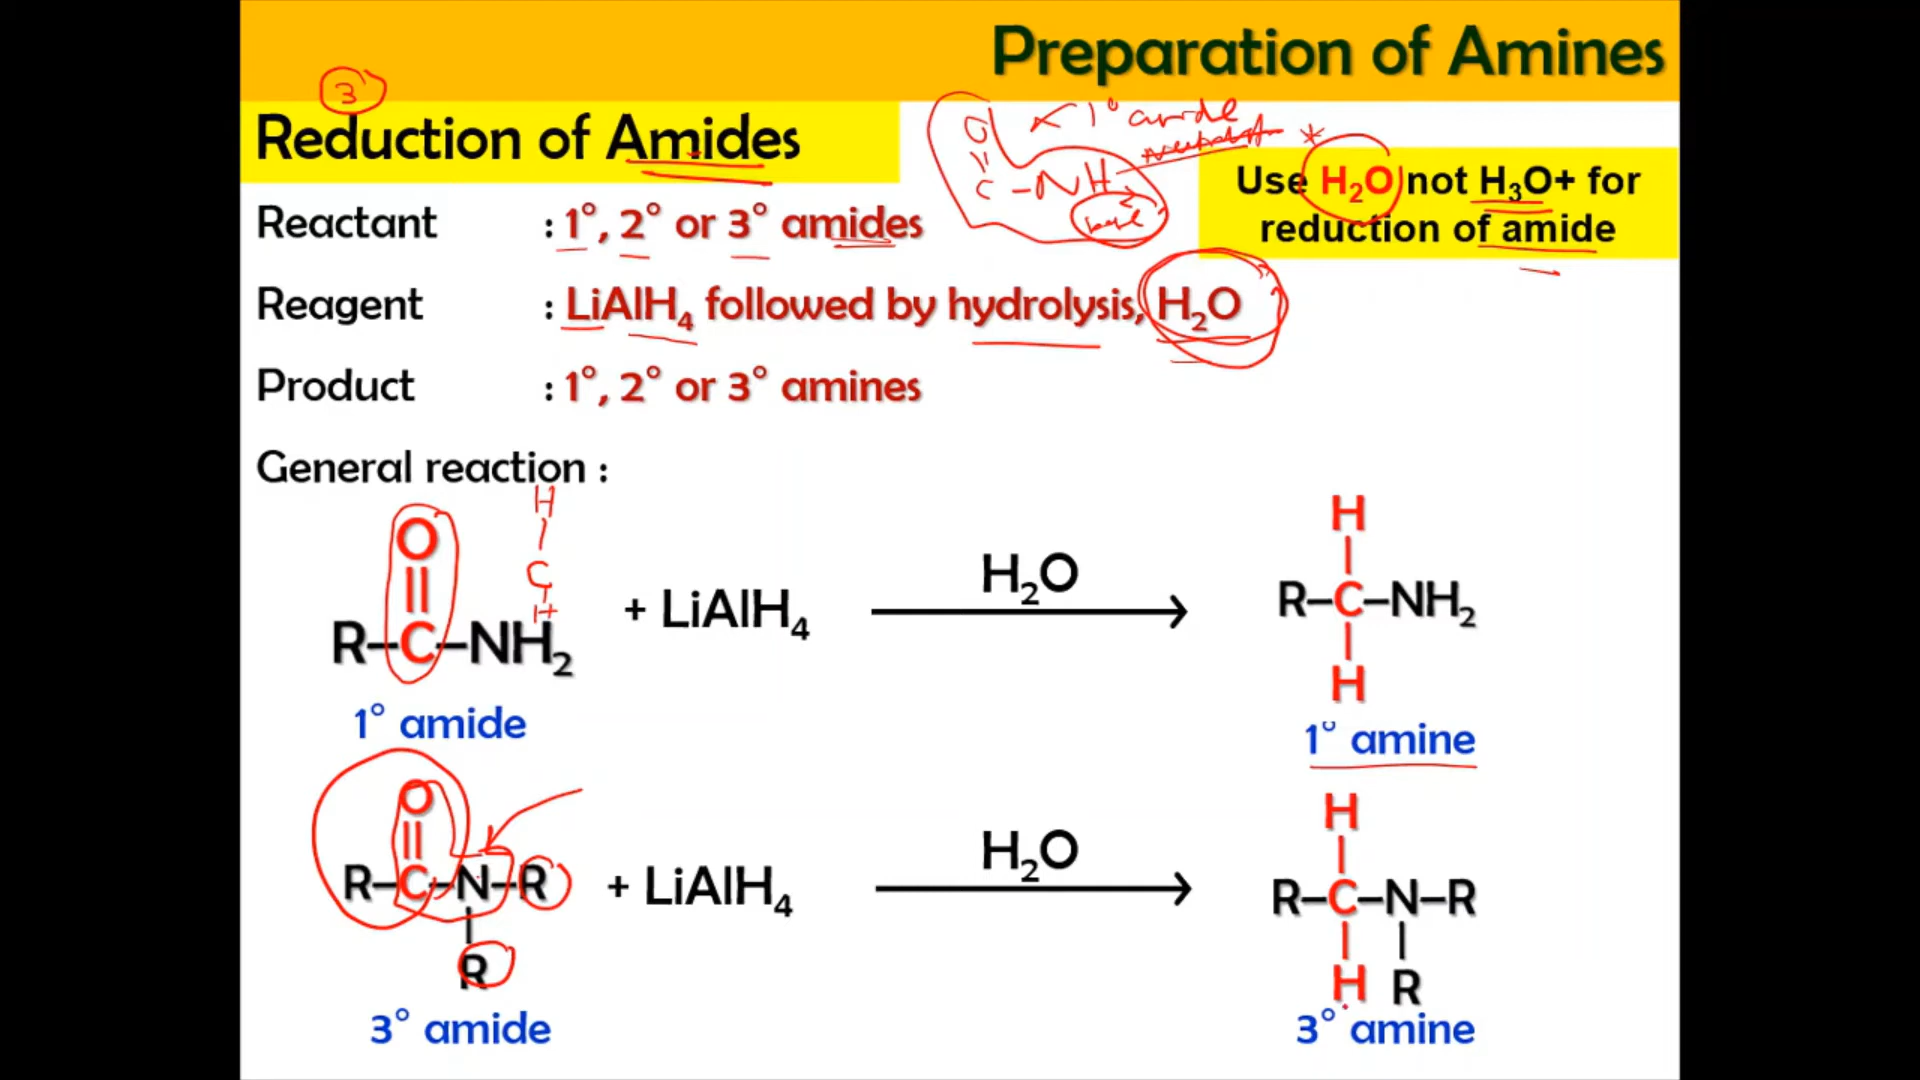 Preparation of Amines
3
Reduction of Amides
1° amide
O
||
C-NH2
Use H2O not H3O+ for
reduction of amide
Reactant : 1°, 2° or 3° amides
Reagent : LiAlH4 followed by hydrolysis, H2O
Product : 1°, 2° or 3° amines
General reaction :
H
C
H
O
R–C–NH2
+ LiAlH4
H2O
H
R–C–NH2
H
1° amide
1° amine
O
R–C–N–R
R
+ LiAlH4
H2O
H
R–C–N–R
H R
3° amide
3° amine